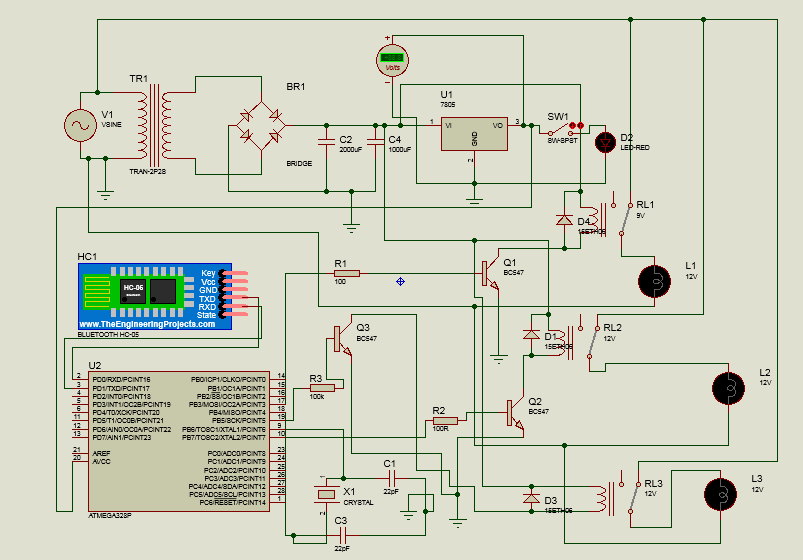 TR1
V1
VSINE
TRAN-2P2S
BR1
BRIDGE
+
Volts
-
C2
2000uF
C4
1000uF
U1
7805
1 VI VO 3
GND
2
SW1
SW-SPST
D2
LED-RED
D4
15ETH06
RL1
9V
HC1
HC-06
Key
Vcc
GND
TXD
RXD
State
www.TheEngineeringProjects.com
BLUETOOTH HC-05
R1
100
Q1
BC547
L1
12V
Q3
BC547
D1
15ETH06
RL2
12V
U2
2 PD0/RXD/PCINT16
3 PD1/TXD/PCINT17
4 PD2/INT0/PCINT18
5 PD3/INT1/OC2B/PCINT19
6 PD4/T0/XCK/PCINT20
11 PD5/T1/OC0B/PCINT21
12 PD6/AIN0/OC0A/PCINT22
13 PD7/AIN1/PCINT23
21 AREF
20 AVCC
PB0/ICP1/CLKO/PCINT0 14
PB1/OC1A/PCINT1 15
PB2/SS/OC1B/PCINT2 16
PB3/MOSI/OC2A/PCINT3 17
PB4/MISO/PCINT4 18
PB5/SCK/PCINT5 19
PB6/TOSC1/XTAL1/PCINT6 9
PB7/TOSC2/XTAL2/PCINT7 10
PC0/ADC0/PCINT8 23
PC1/ADC1/PCINT9 24
PC2/ADC2/PCINT10 25
PC3/ADC3/PCINT11 26
PC4/ADC4/SDA/PCINT12 27
PC5/ADC5/SCL/PCINT13 28
PC6/RESET/PCINT14 1
ATMEGA328P
R3
100k
R2
100R
Q2
BC547
L2
12V
C1
22pF
1
X1
CRYSTAL
2
C3
22pF
D3
15ETH06
RL3
12V
L3
12V